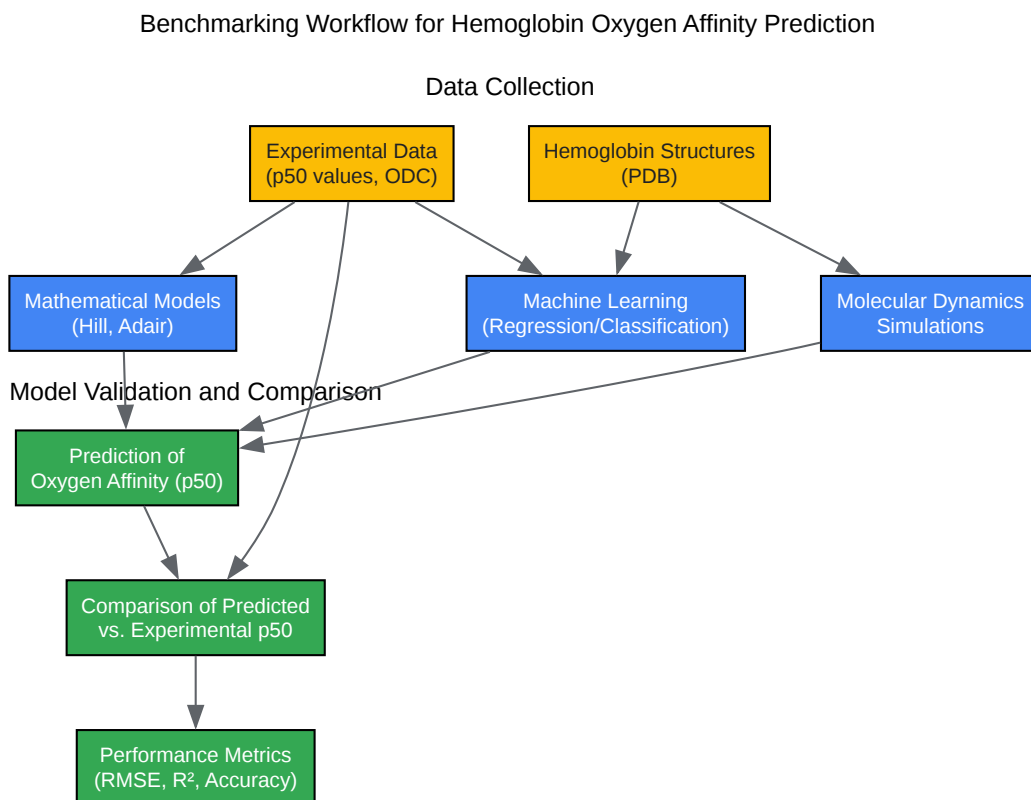 Benchmarking Workflow for Hemoglobin Oxygen Affinity Prediction
Data Collection
Experimental Data
(p50 values, ODC)
Hemoglobin Structures
(PDB)
Mathematical Models
(Hill, Adair)
Machine Learning
(Regression/Classification)
Molecular Dynamics
Simulations
Model Validation and Comparison
Prediction of
Oxygen Affinity (p50)
Comparison of Predicted
vs. Experimental p50
Performance Metrics
(RMSE, R², Accuracy)